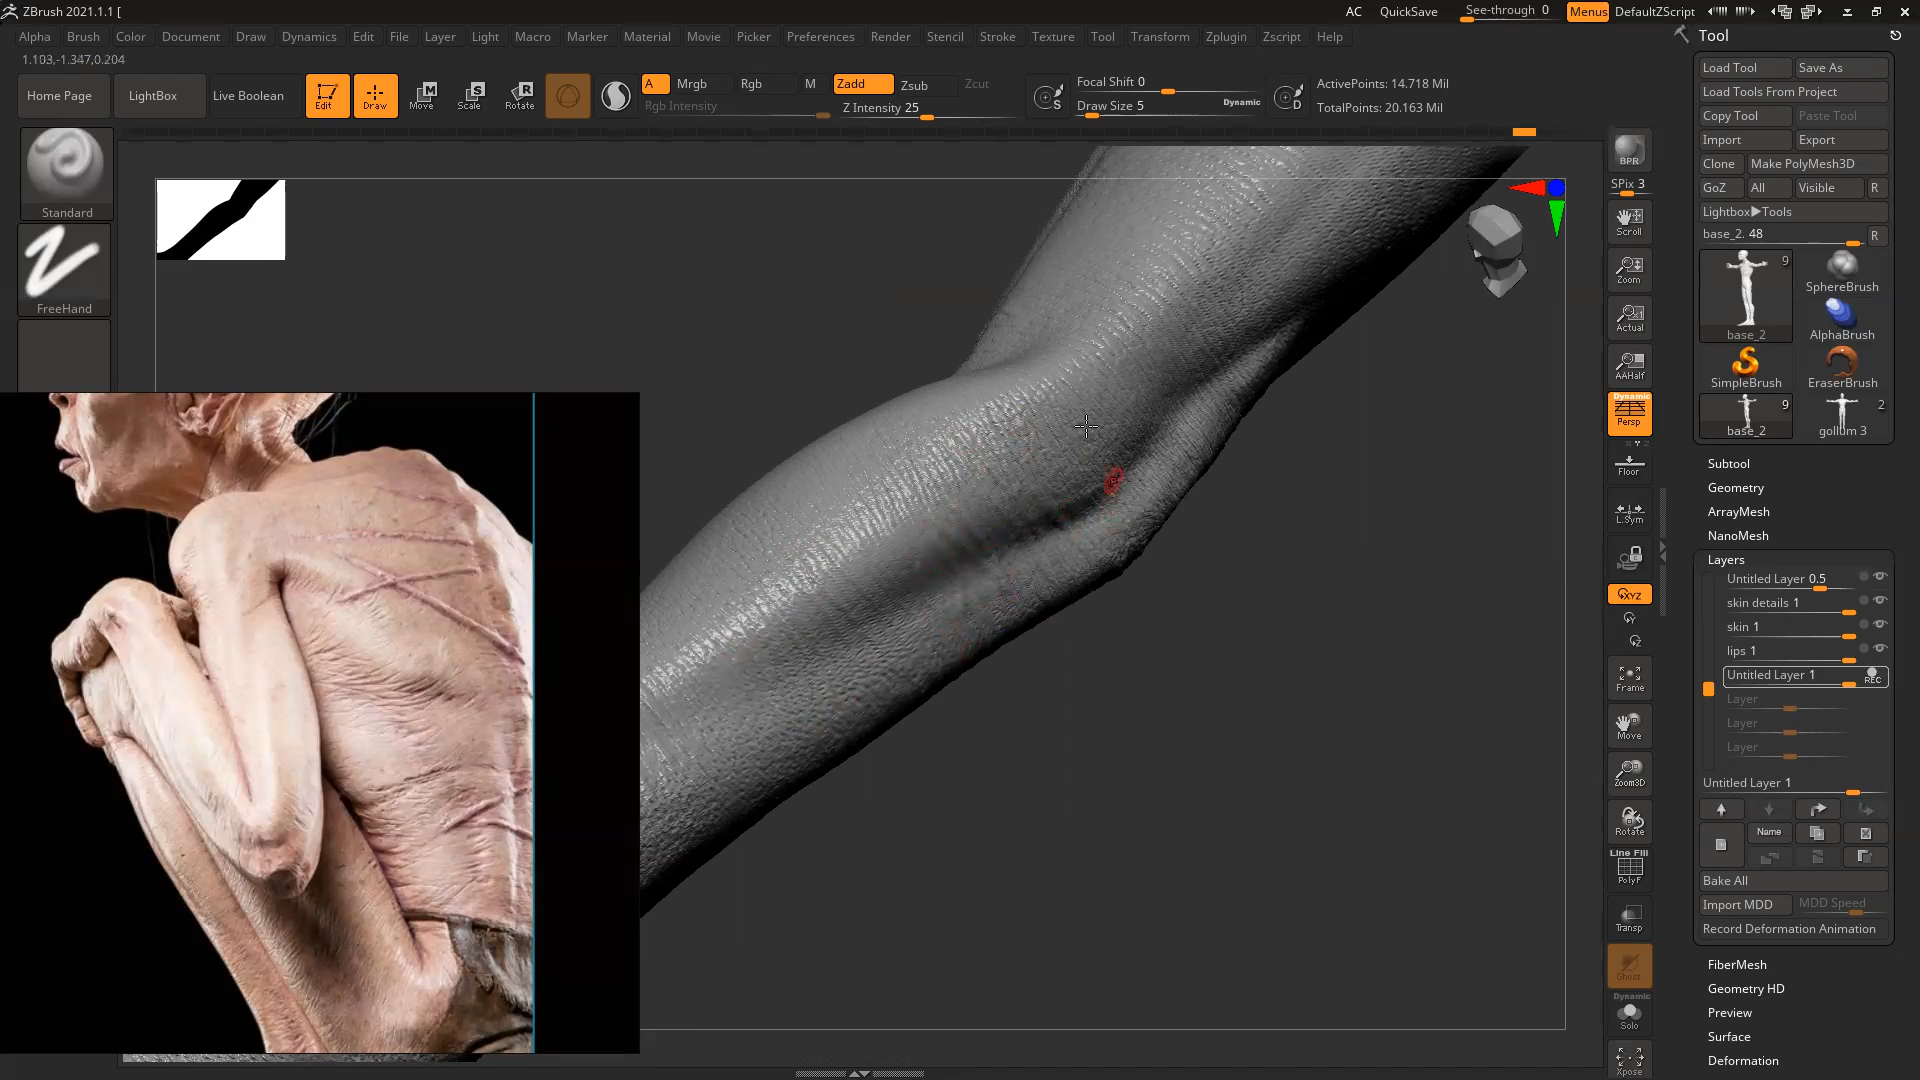 ZBrush 2021.1.1 [
AC QuickSave See-through 0 Menus DefaultZScript
Alpha Brush Color Document Draw Dynamics Edit File Layer Light Macro Marker Material Movie Picker Preferences Render Stencil Stroke Texture Tool Transform Zplugin Zscript Help
1.103,-1.347,0.204
Home Page LightBox Live Boolean Edit Draw Move Scale Rotate
A Mrgb Rgb M Zadd Zsub Zcut
Rgb Intensity Z Intensity 25
S Focal Shift 0
Draw Size 5 Dynamic
D ActivePoints: 14.718 Mil
TotalPoints: 20.163 Mil
Standard
FreeHand
BPR
SPix 3
Scroll
Zoom
Actual
AAHalf
Dynamic
Persp
Floor
L.Sym
XYZ
Y
Z
Frame
Move
Zoom3D
Rotate
Line Fill
PolyF
Transp
Ghost
Dynamic
Solo
Xpose
Tool
Load Tool Save As
Load Tools From Project
Copy Tool Paste Tool
Import Export
Clone Make PolyMesh3D
GoZ All Visible R
Lightbox▶Tools
base_2. 48 R
9
base_2
SphereBrush
AlphaBrush
SimpleBrush EraserBrush
9 2
base_2 gollum 3
Subtool
Geometry
ArrayMesh
NanoMesh
Layers
Untitled Layer 0.5
skin details 1
skin 1
lips 1
Untitled Layer 1 REC
Layer
Layer
Layer
Untitled Layer 1
Name
Bake All
Import MDD MDD Speed
Record Deformation Animation
FiberMesh
Geometry HD
Preview
Surface
Deformation